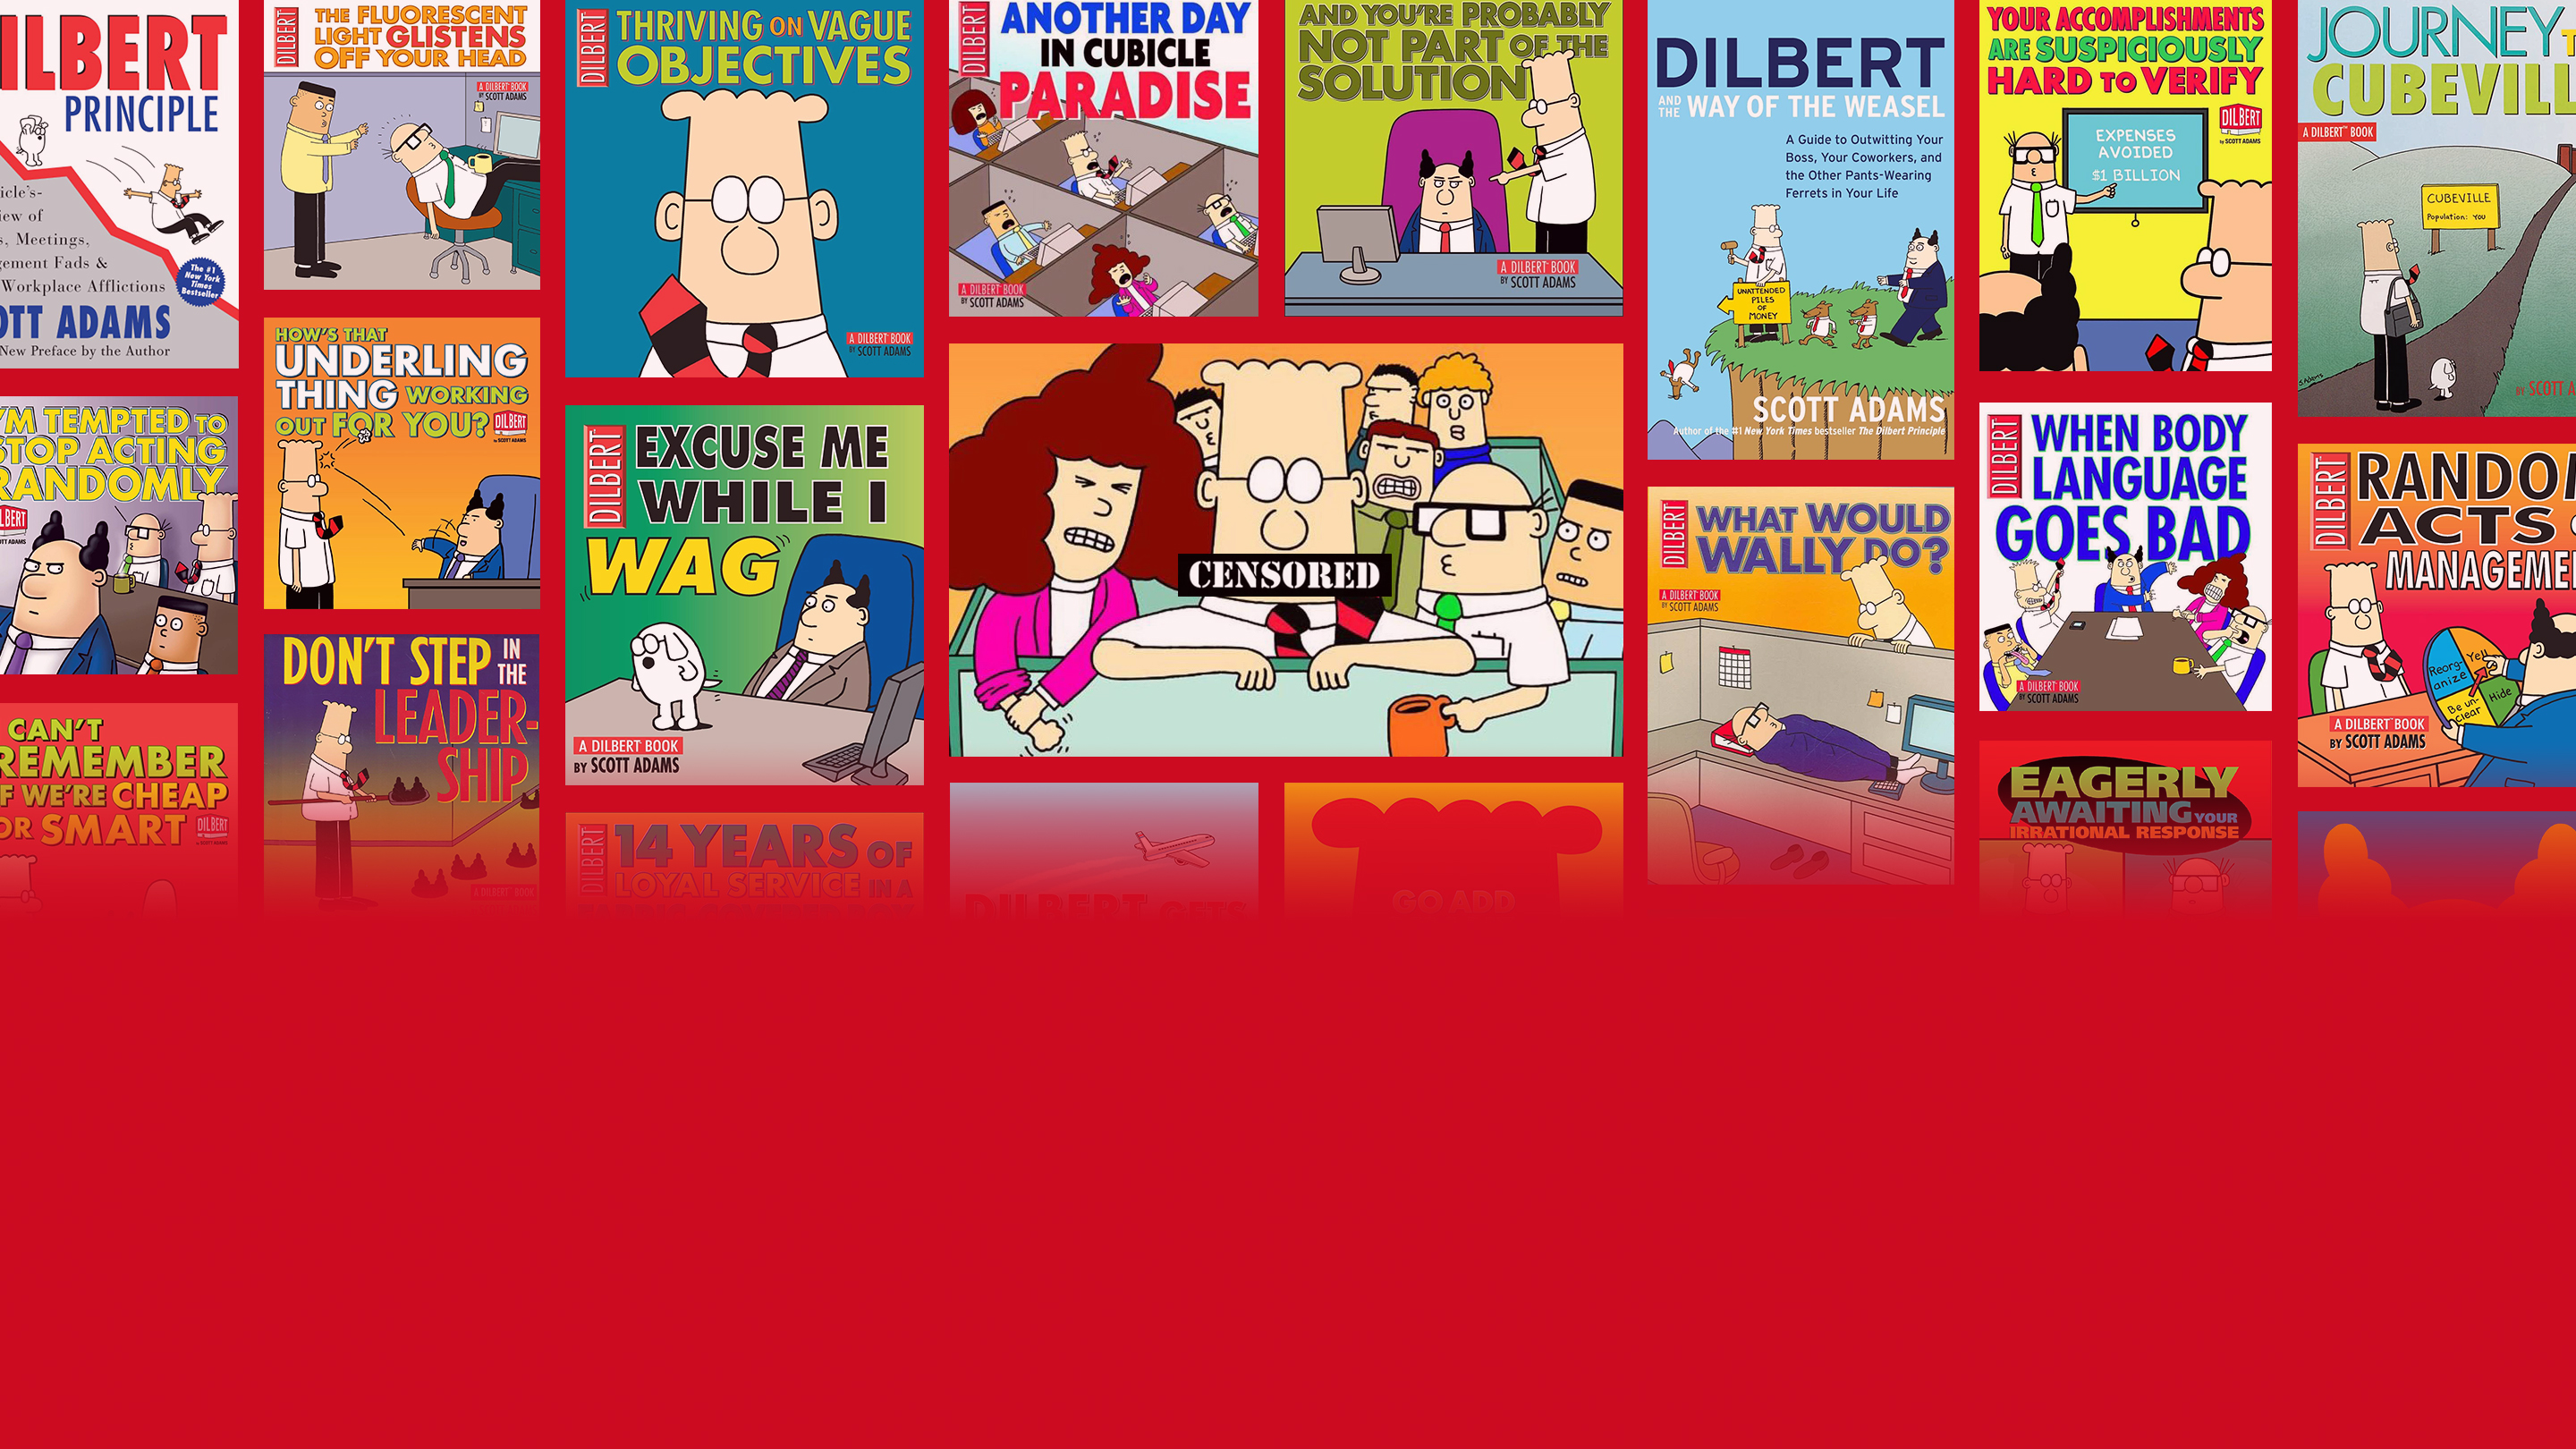 ILBERT
PRINCIPLE
icle's-
iew of
s, Meetings,
gement Fads &
Workplace Afflictions
The #1
New York
Times
Bestseller
OTT ADAMS
New Preface by the Author
'M TEMPTED TO
STOP ACTING
RANDOMLY
LBERT
CAN'T
REMEMBER
F WE'RE CHEAP
OR SMART
DILBERT
DILBERT
THE FLUORESCENT
LIGHT GLISTENS
OFF YOUR HEAD
A DILBERT BOOK
BY SCOTT ADAMS
HOW'S THAT
UNDERLING
THING WORKING
OUT FOR YOU?
DILBERT
BY SCOTT ADAMS
DON'T STEP IN
THE
LEADER-
SHIP
A DILBERT BOOK
DILBERT
THRIVING ON VAGUE
OBJECTIVES
A DILBERT BOOK
BY SCOTT ADAMS
DILBERT
EXCUSE ME
WHILE I
WAG
A DILBERT BOOK
BY SCOTT ADAMS
DILBERT
14 YEARS OF
LOYAL SERVICE IN A
DILBERT
ANOTHER DAY
IN CUBICLE
PARADISE
A DILBERT BOOK
BY SCOTT ADAMS
AND YOU'RE PROBABLY
NOT PART OF THE
SOLUTION
A DILBERT BOOK
BY SCOTT ADAMS
CENSORED
DILBERT GETS
GO ADD
DILBERT
AND THE WAY OF THE WEASEL
A Guide to Outwitting Your
Boss, Your Coworkers, and
the Other Pants-Wearing
Ferrets in Your Life
UNATTENDED
PILES
OF
MONEY
SCOTT ADAMS
Author of the #1 New York Times bestseller The Dilbert Principle
DILBERT
WHAT WOULD
WALLY DO?
A DILBERT BOOK
BY SCOTT ADAMS
YOUR ACCOMPLISHMENTS
ARE SUSPICIOUSLY
HARD TO VERIFY
EXPENSES
AVOIDED
$1 BILLION
DILBERT
by SCOTT ADAMS
DILBERT
WHEN BODY
LANGUAGE
GOES BAD
A DILBERT BOOK
BY SCOTT ADAMS
EAGERLY
AWAITING YOUR
IRRATIONAL RESPONSE
JOURNEY T
CUBEVILL
A DILBERT BOOK
CUBEVILLE
Population: YOU
S.Adams
BY SCOTT A
DILBERT
RANDO
ACTS
MANAGEME
Reorg-
anize
Yell
Be un-
clear
Hide
A DILBERT BOOK
BY SCOTT ADAMS